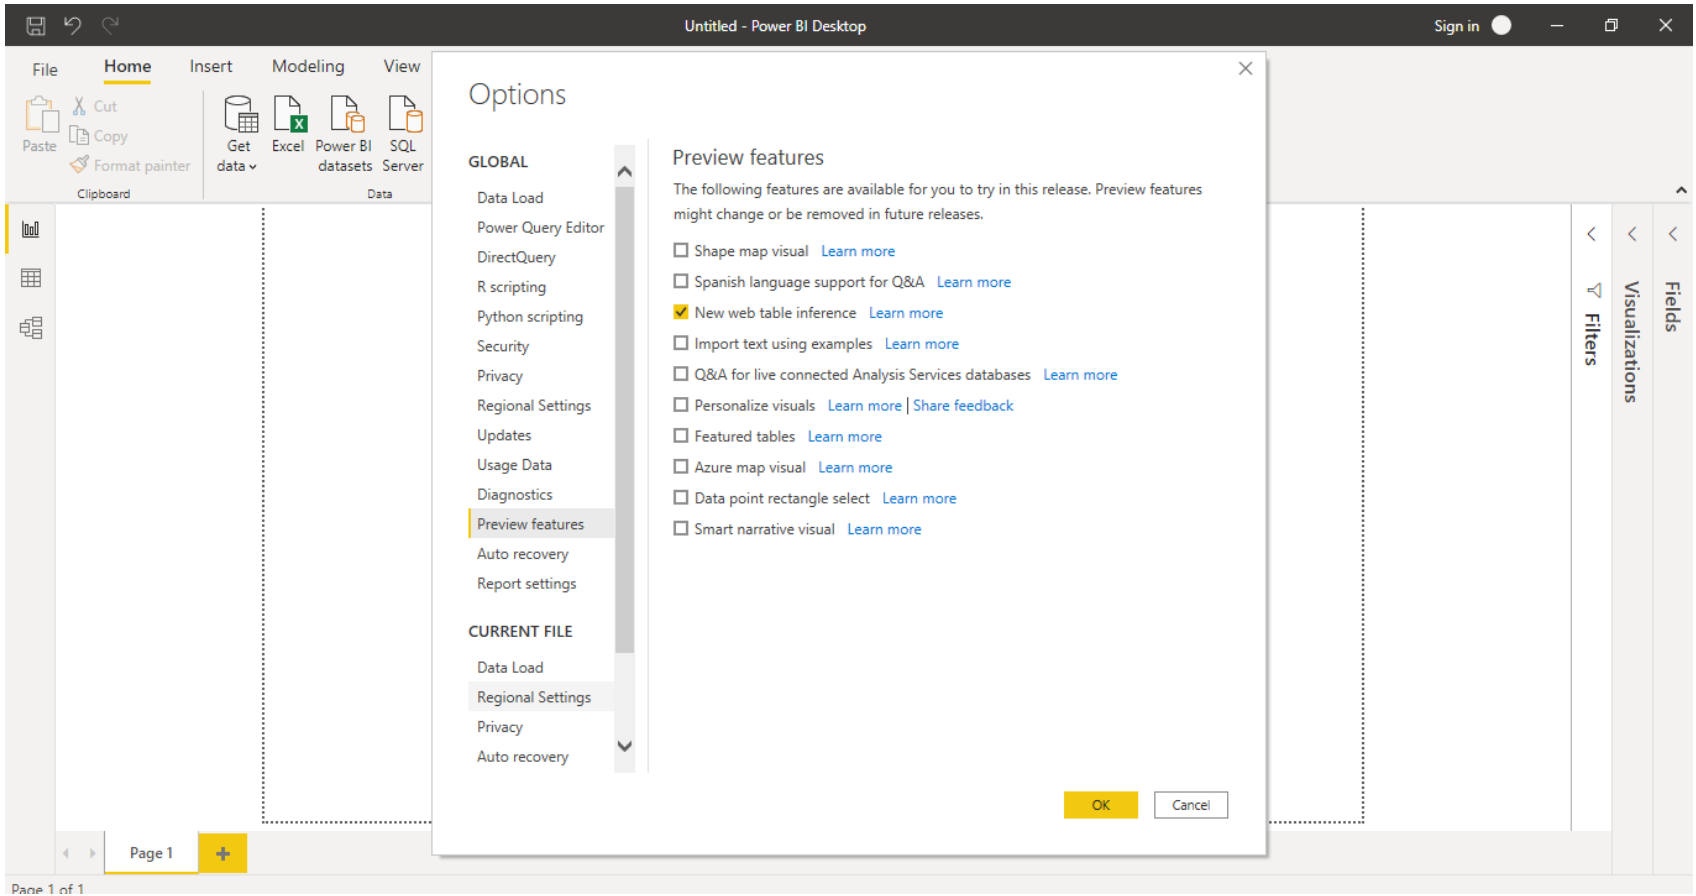 Untitled - Power BI Desktop
Sign in
File
Home
Insert
Modeling
View
Paste
Cut
Copy
Format painter
Clipboard
Get data
Excel
Power BI datasets
SQL Server
Data
Options
GLOBAL
Data Load
Power Query Editor
DirectQuery
R scripting
Python scripting
Security
Privacy
Regional Settings
Updates
Usage Data
Diagnostics
Preview features
Auto recovery
Report settings
CURRENT FILE
Data Load
Regional Settings
Privacy
Auto recovery
Preview features
The following features are available for you to try in this release. Preview features
might change or be removed in future releases.
Shape map visual Learn more
Spanish language support for Q&A Learn more
New web table inference Learn more
Import text using examples Learn more
Q&A for live connected Analysis Services databases Learn more
Personalize visuals Learn more | Share feedback
Featured tables Learn more
Azure map visual Learn more
Data point rectangle select Learn more
Smart narrative visual Learn more
OK
Cancel
Filters
Visualizations
Fields
Page 1
Page 1 of 1